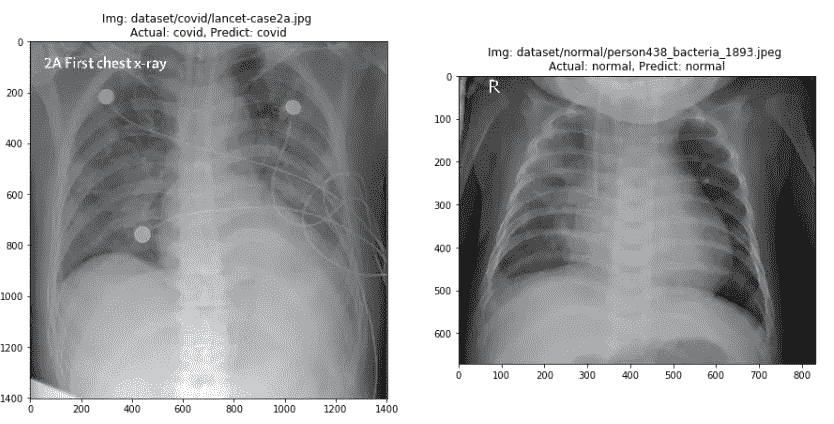 Img: dataset/covid/lancet-case2a.jpg
Actual: covid, Predict: covid
0
200
400
600
800
1000
1200
1400
0 200 400 600 800 1000 1200 1400
2A First chest x-ray
Img: dataset/normal/person438_bacteria_1893.jpeg
Actual: normal, Predict: normal
0
100
200
300
400
500
600
0 100 200 300 400 500 600 700 800
R